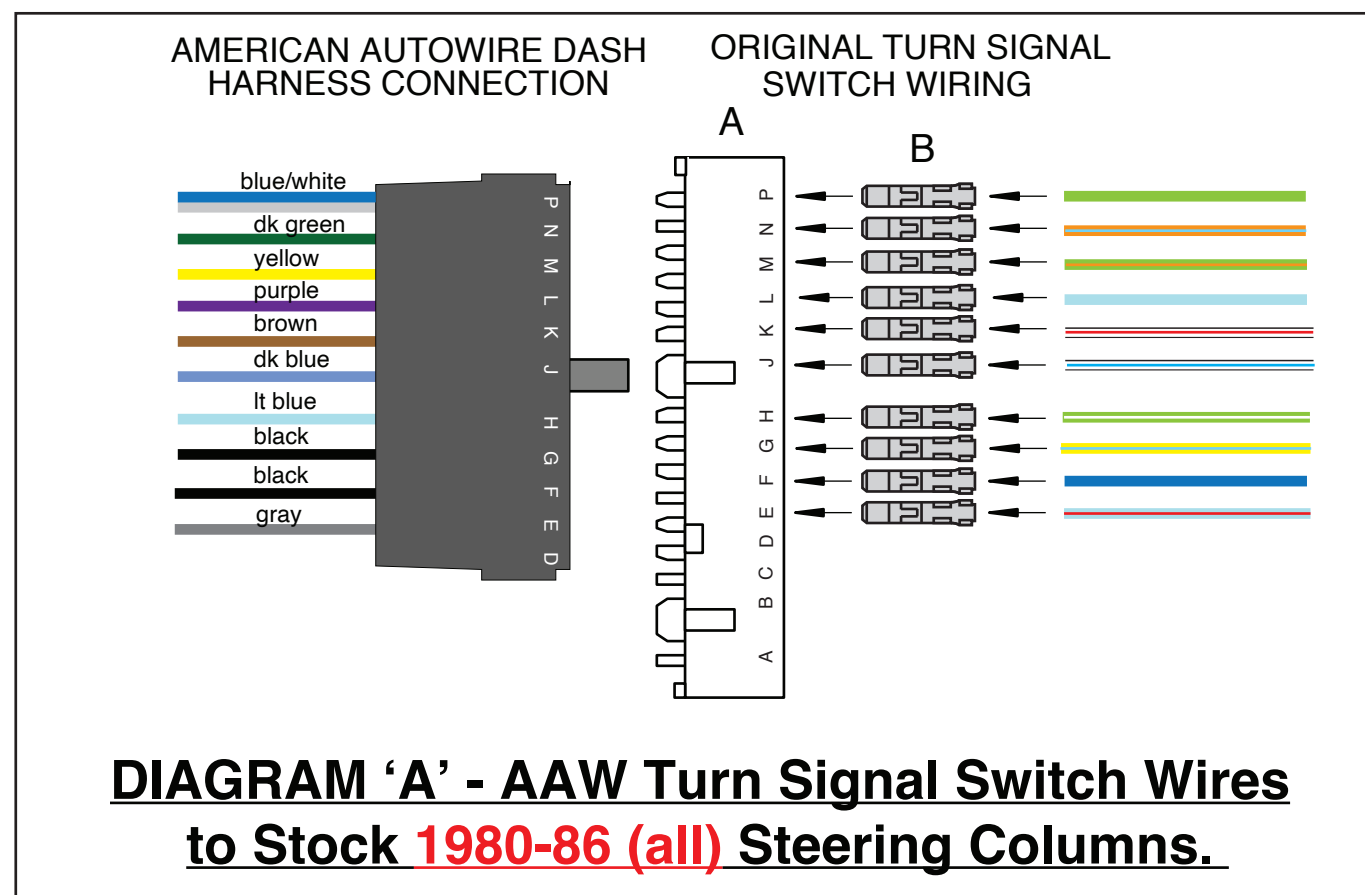 AMERICAN AUTOWIRE DASH
HARNESS CONNECTION
ORIGINAL TURN SIGNAL
SWITCH WIRING
A
B
blue/white
dk green
yellow
purple
brown
dk blue
lt blue
black
black
gray
P
N
M
L
K
J
H
G
F
E
D
P
N
M
L
K
J
H
G
F
E
D
C
B
A
DIAGRAM ‘A’ - AAW Turn Signal Switch Wires
to Stock 1980-86 (all) Steering Columns.